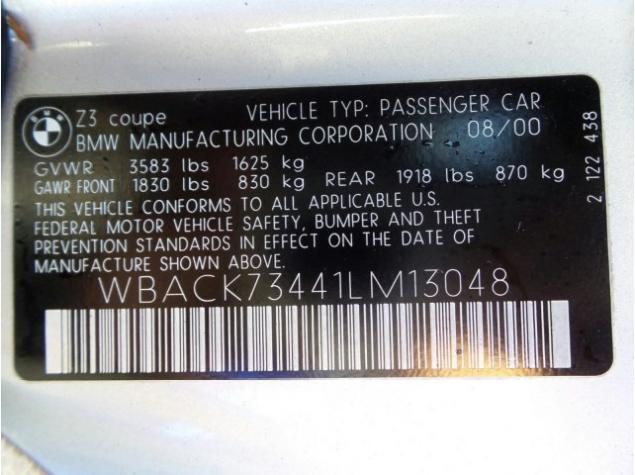 Z3 coupe VEHICLE TYP: PASSENGER CAR
BMW MANUFACTURING CORPORATION 08/00
GVWR 3583 lbs 1625 kg
GAWR FRONT 1830 lbs 830 kg REAR 1918 lbs 870 kg
THIS VEHICLE CONFORMS TO ALL APPLICABLE U.S.
FEDERAL MOTOR VEHICLE SAFETY, BUMPER AND THEFT
PREVENTION STANDARDS IN EFFECT ON THE DATE OF
MANUFACTURE SHOWN ABOVE.
WBACK73441LM13048
2 122 438